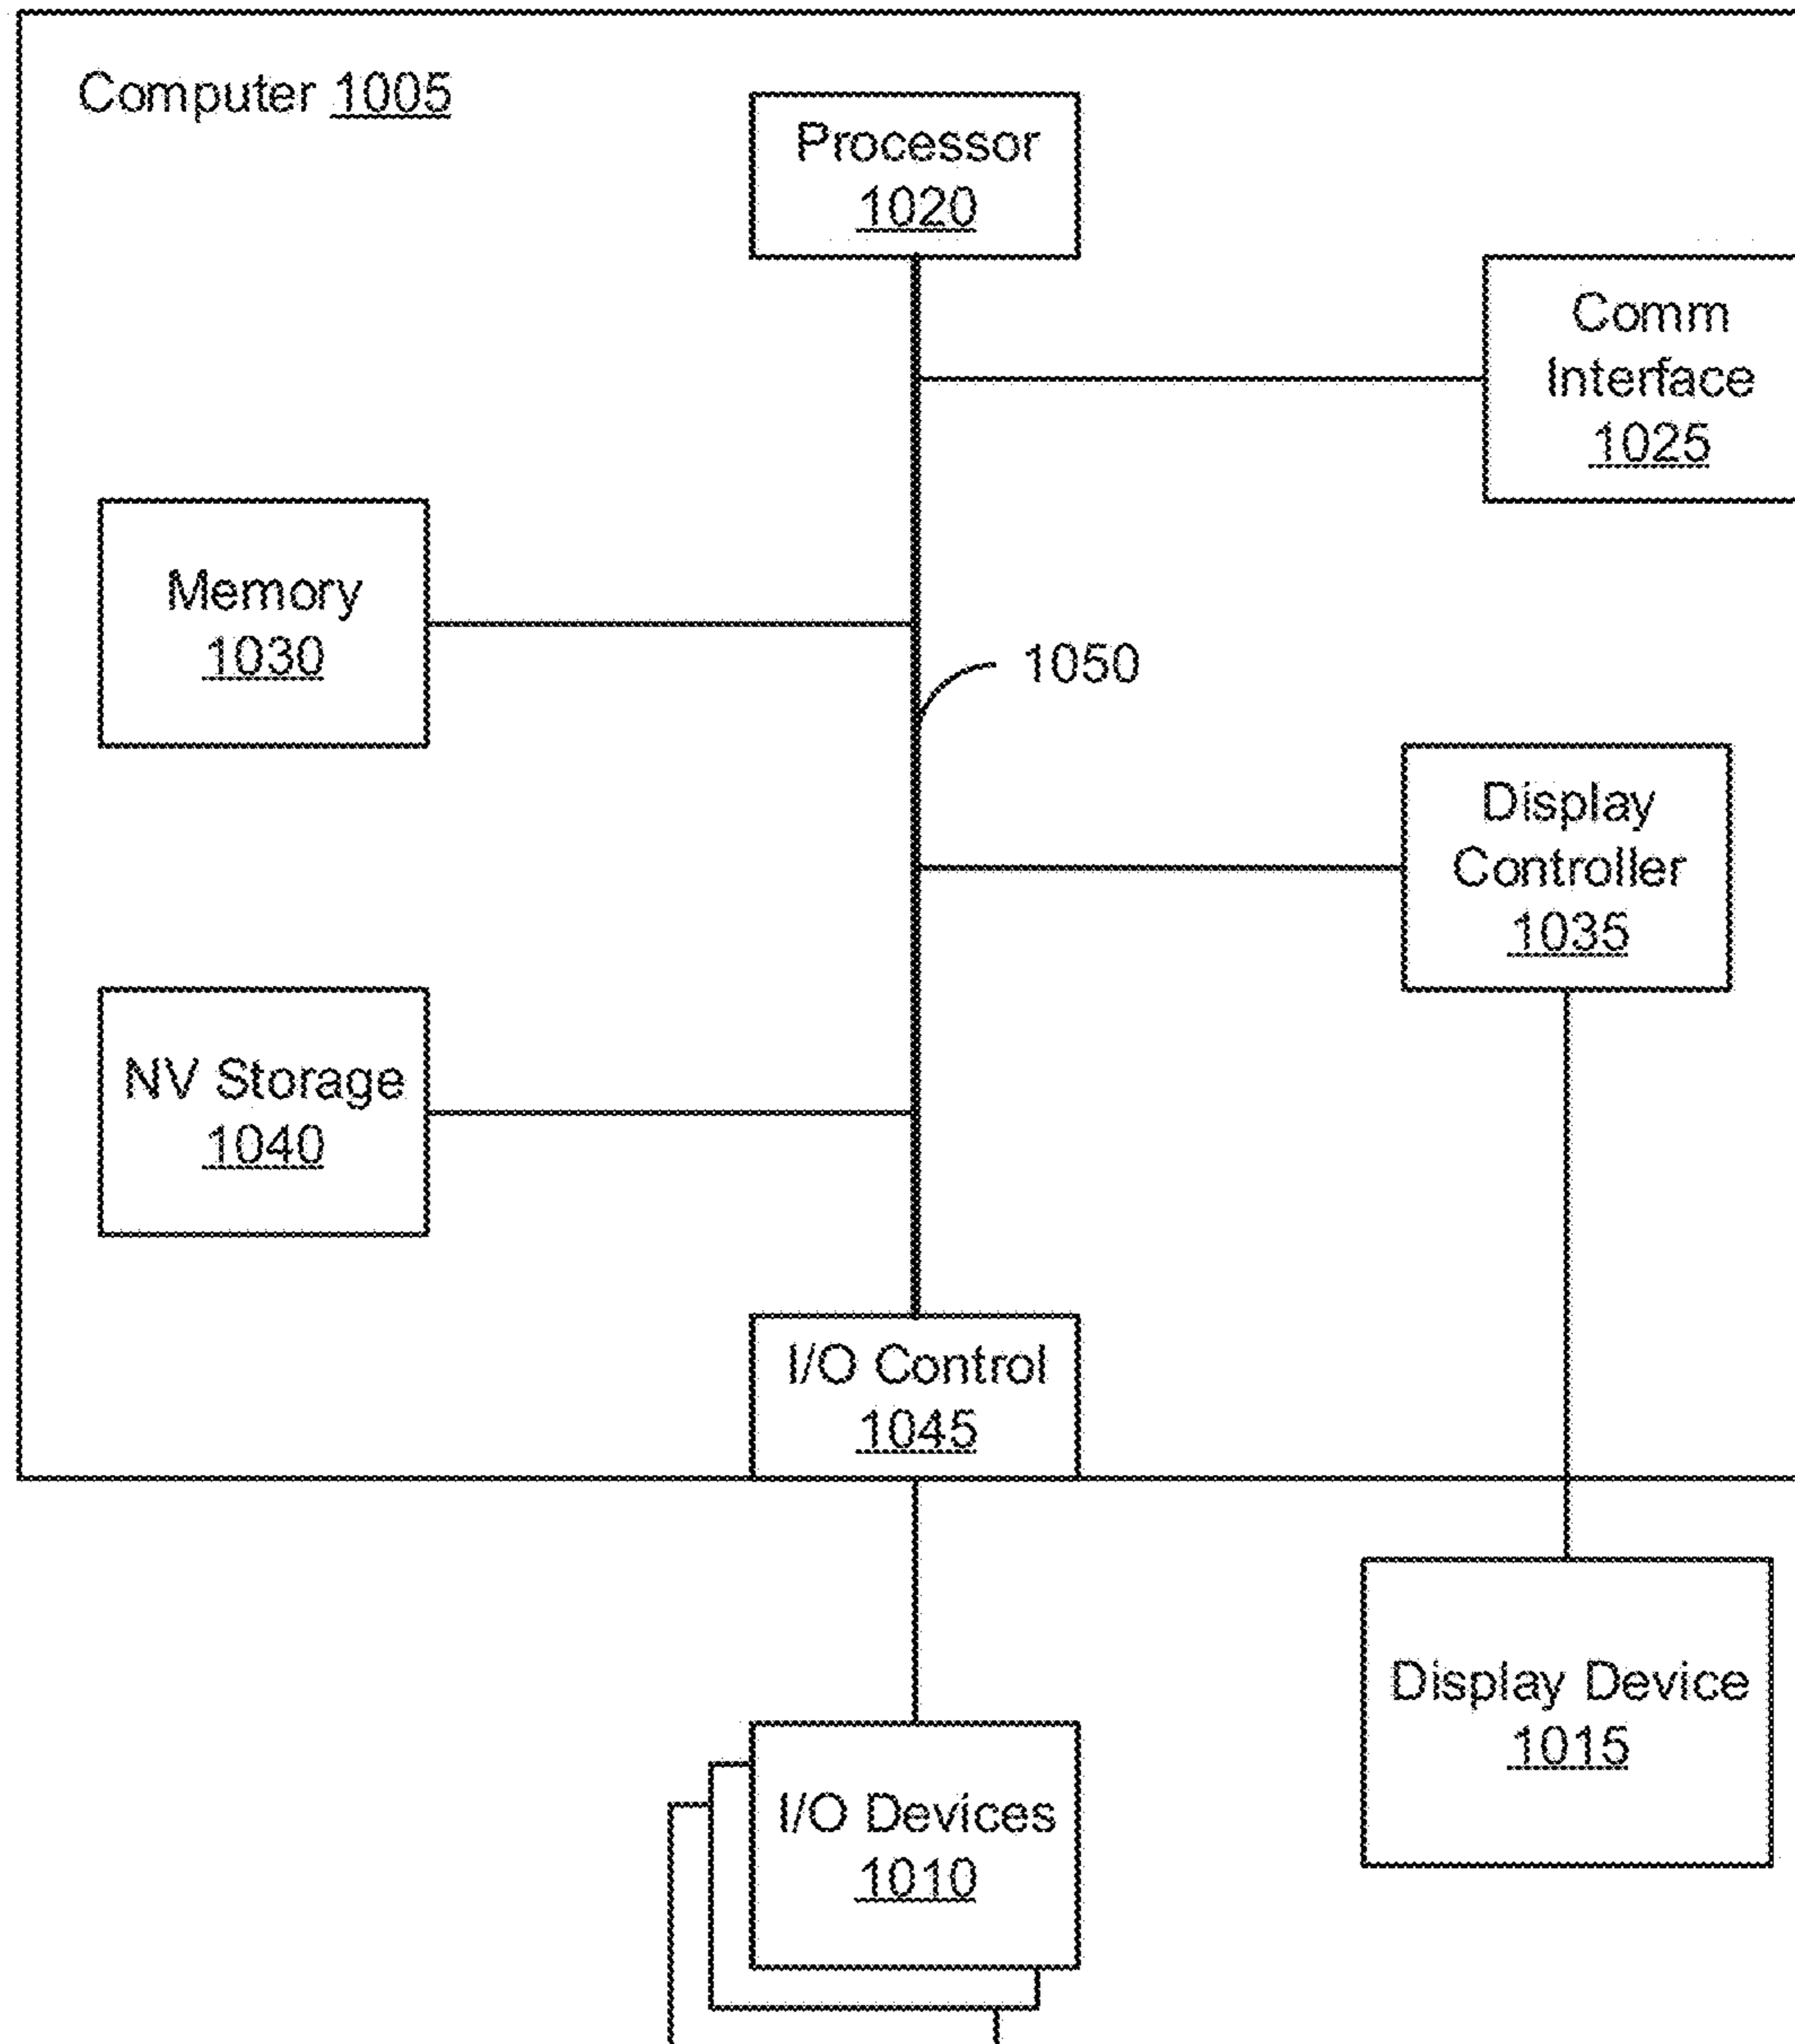 Computer 1005
Processor
1020
Comm
Interface
1025
Memory
1030
1050
Display
Controller
1035
NV Storage
1040
I/O Control
1045
Display Device
1015
I/O Devices
1010